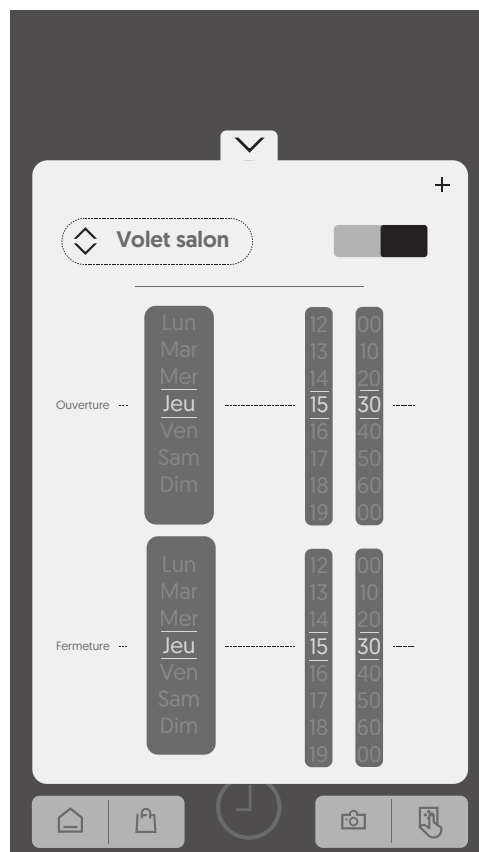 Volet salon
Lun 12 00
Mar 13 10
Mer 14 20
Ouverture Jeu 15 30
Ven 16 40
Sam 17 50
Dim 18 60
19 00
Lun 12 00
Mar 13 10
Mer 14 20
Fermeture Jeu 15 30
Ven 16 40
Sam 17 50
Dim 18 60
19 00